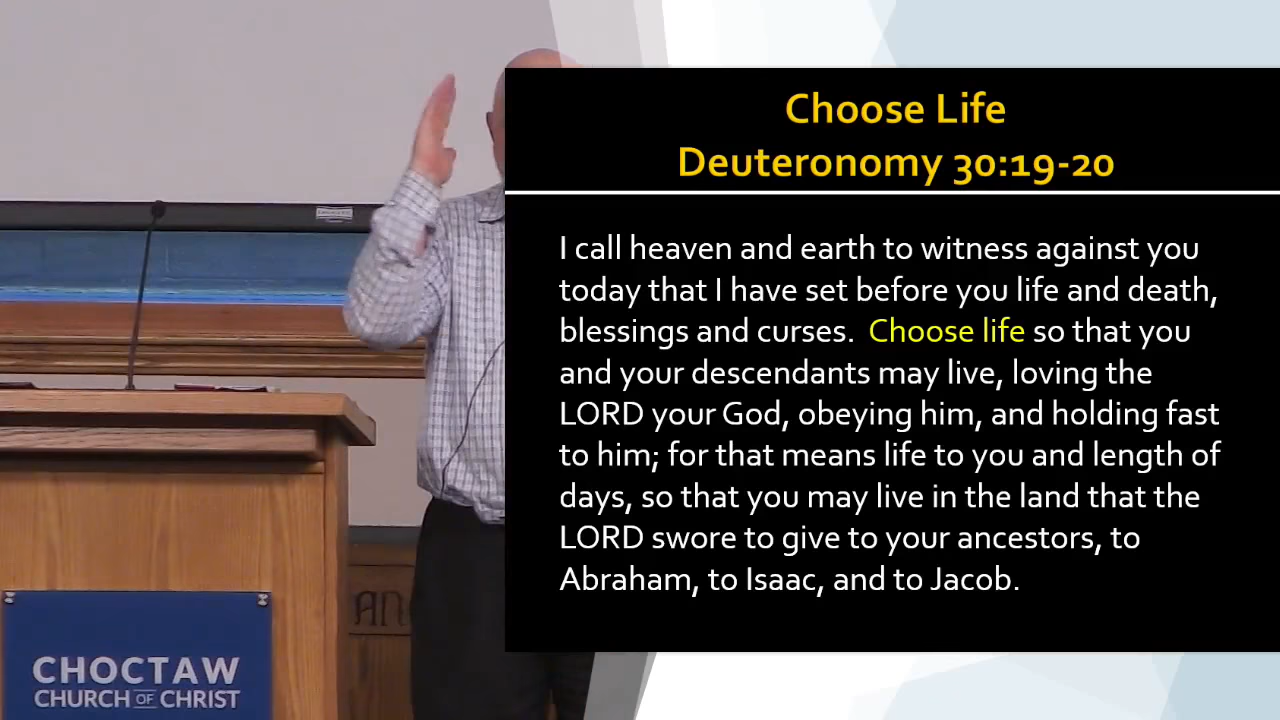 Choose Life
Deuteronomy 30:19-20
I call heaven and earth to witness against you
today that I have set before you life and death,
blessings and curses.  Choose life so that you
and your descendants may live, loving the
LORD your God, obeying him, and holding fast
to him; for that means life to you and length of
days, so that you may live in the land that the
LORD swore to give to your ancestors, to
Abraham, to Isaac, and to Jacob.
AN
CHOCTAW
CHURCH OF CHRIST